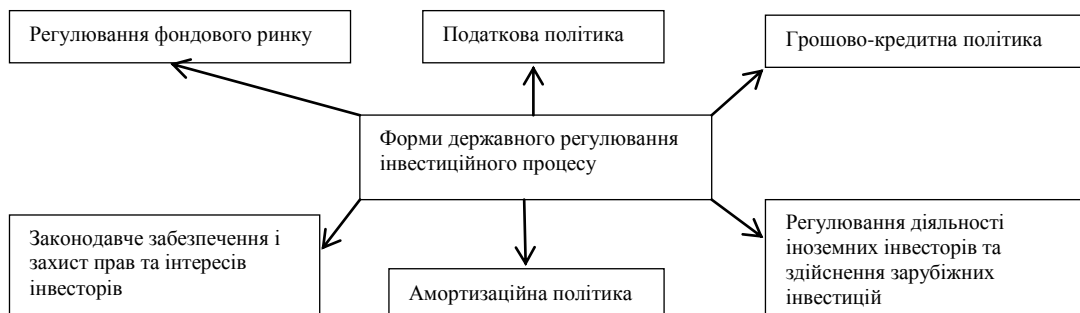 Регулювання фондового ринку
Податкова політика
Грошово-кредитна політика
Форми державного регулювання
інвестиційного процесу
Законодавче забезпечення і
захист прав та інтересів
інвесторів
Амортизаційна політика
Регулювання діяльності
іноземних інвесторів та
здійснення зарубіжних
інвестицій